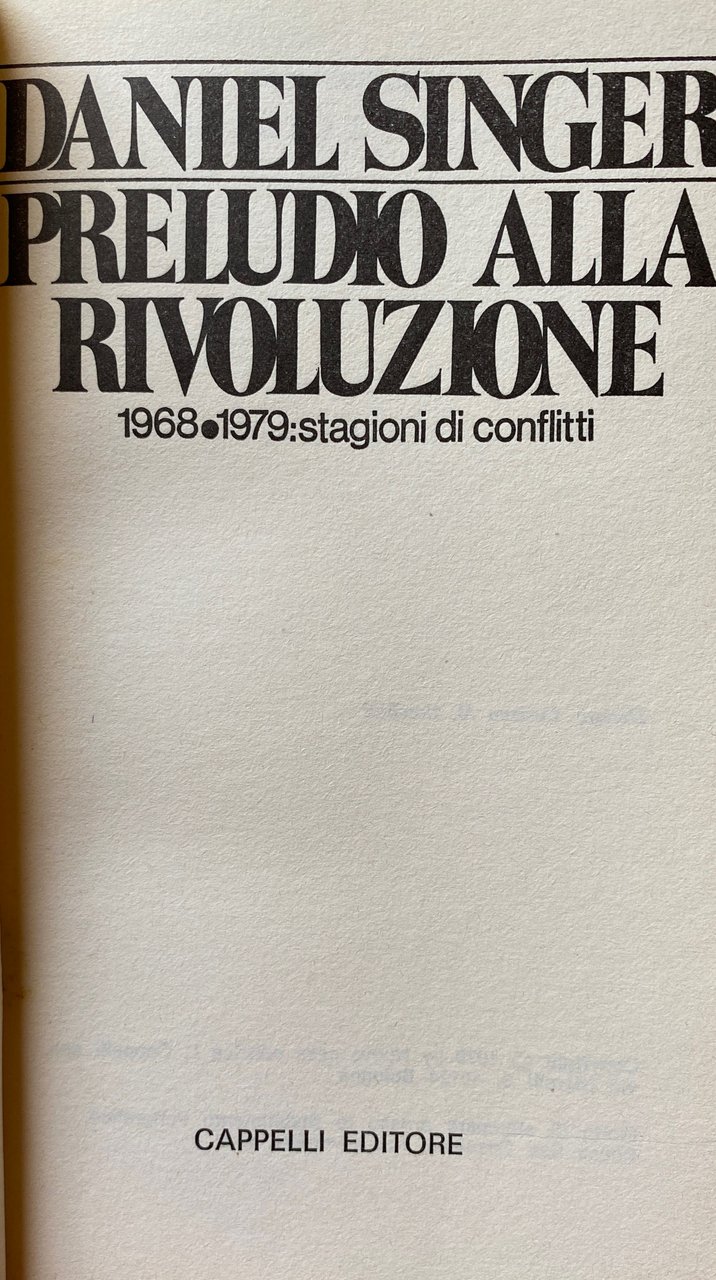 DANIEL SINGER
PRELUDIO ALLA
RIVOLUZIONE
1968•1979:stagioni di conflitti
CAPPELLI EDITORE